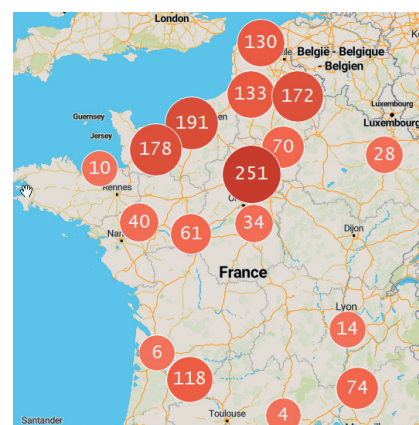 London
130
België - Belgique
- Belgien
133
172
Luxembourg
Luxembourg
Guernsey
191
Jersey
178
70
28
10
251
Rennes
40
61
34
Dijon
France
Lyon
14
6
118
74
Toulouse
4
Santander